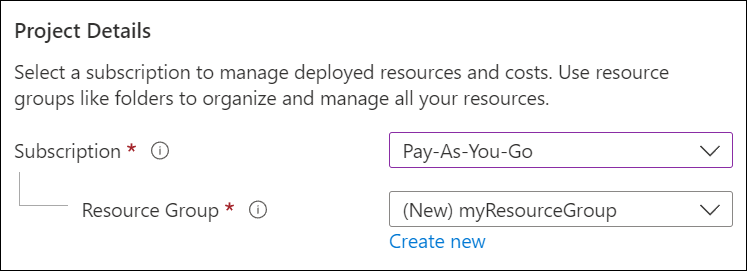 Project Details
Select a subscription to manage deployed resources and costs. Use resource
groups like folders to organize and manage all your resources.
Subscription * Pay-As-You-Go
Resource Group * (New) myResourceGroup
Create new